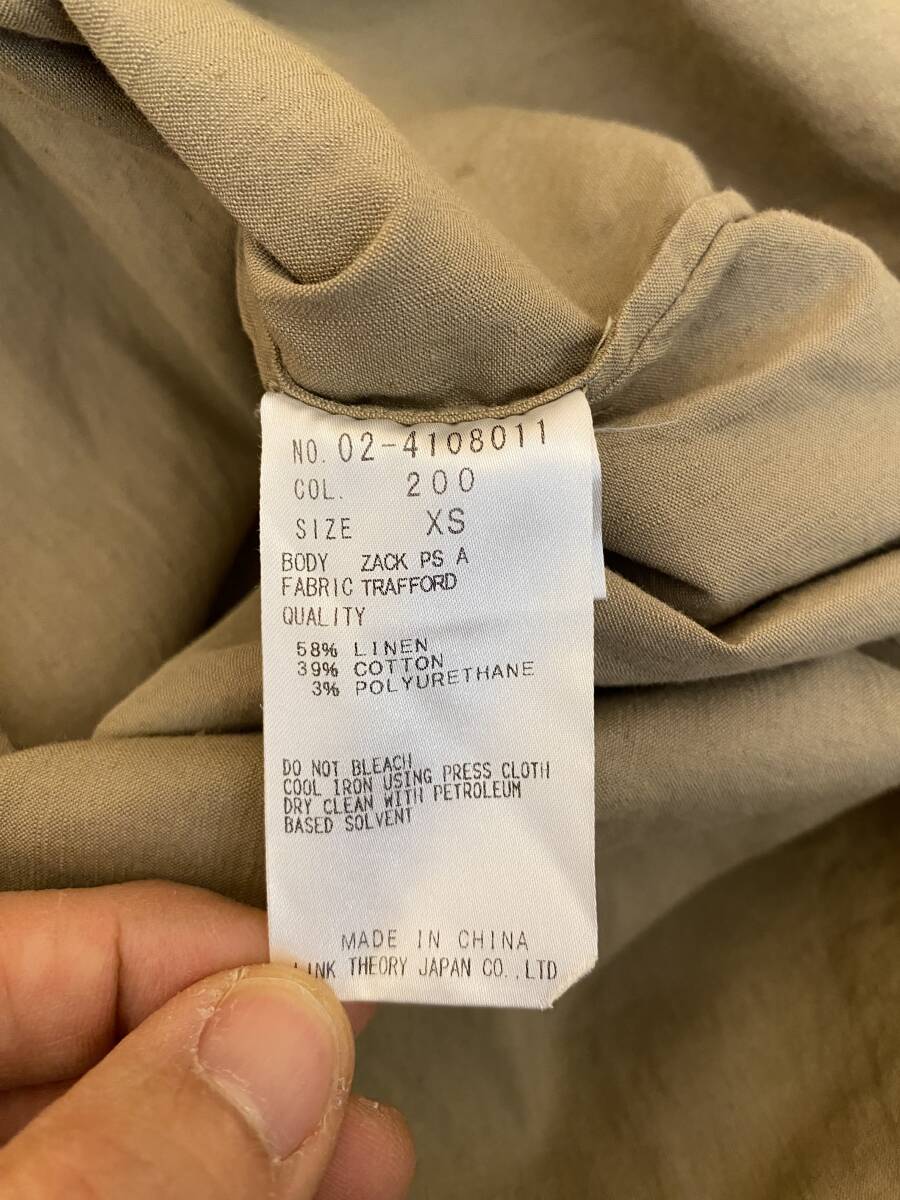 NO. 02-4108011
COL. 200
SIZE XS
BODY ZACK PS A
FABRIC TRAFFORD
QUALITY
58% LINEN
39% COTTON
3% POLYURETHANE
DO NOT BLEACH
COOL IRON USING PRESS CLOTH
DRY CLEAN WITH PETROLEUM
BASED SOLVENT
MADE IN CHINA
LINK THEORY JAPAN CO.,LTD